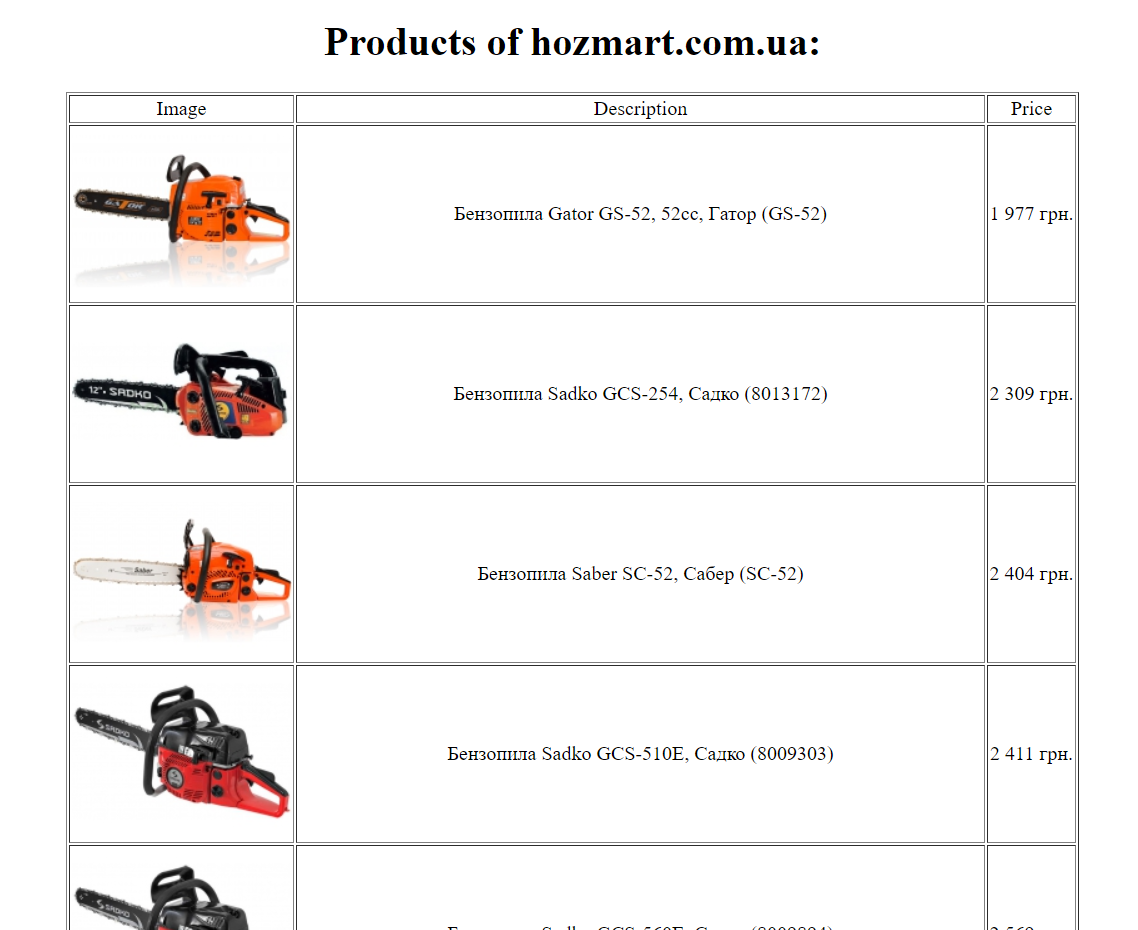 Products of hozmart.com.ua:
Image Description Price
GATOR
Бензопила Gator GS-52, 52cc, Гатор (GS-52) 1 977 грн.
12" SADKO
Бензопила Sadko GCS-254, Садко (8013172) 2 309 грн.
Saber
Бензопила Saber SC-52, Сабер (SC-52) 2 404 грн.
SADKO
Бензопила Sadko GCS-510E, Садко (8009303) 2 411 грн.
SADKO